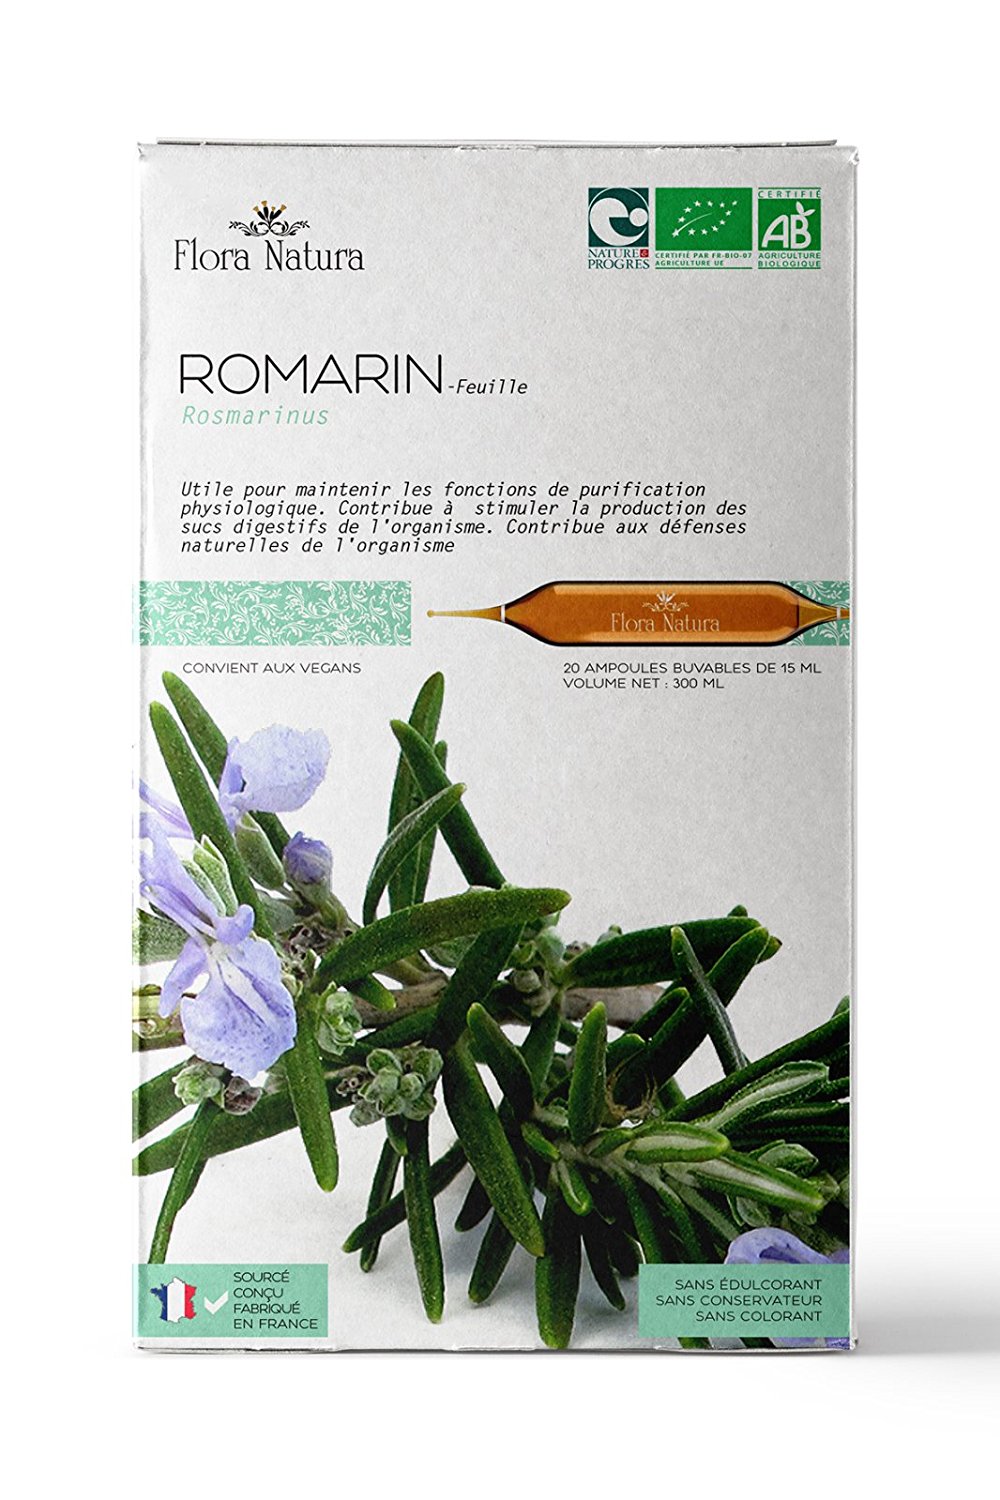 Flora Natura
NATURE & PROGRES
CERTIFIÉ PAR FR-BIO-07
AGRICULTURE UE
CERTIFIÉ
AB
AGRICULTURE
BIOLOGIQUE
ROMARIN -Feuille
Rosmarinus
Utile pour maintenir les fonctions de purification
physiologique. Contribue à stimuler la production des
sucs digestifs de l'organisme. Contribue aux défenses
naturelles de l'organisme
Flora Natura
CONVIENT AUX VEGANS
20 AMPOULES BUVABLES DE 15 ML
VOLUME NET : 300 ML
SOURCÉ
CONÇU
FABRIQUÉ
EN FRANCE
SANS ÉDULCORANT
SANS CONSERVATEUR
SANS COLORANT